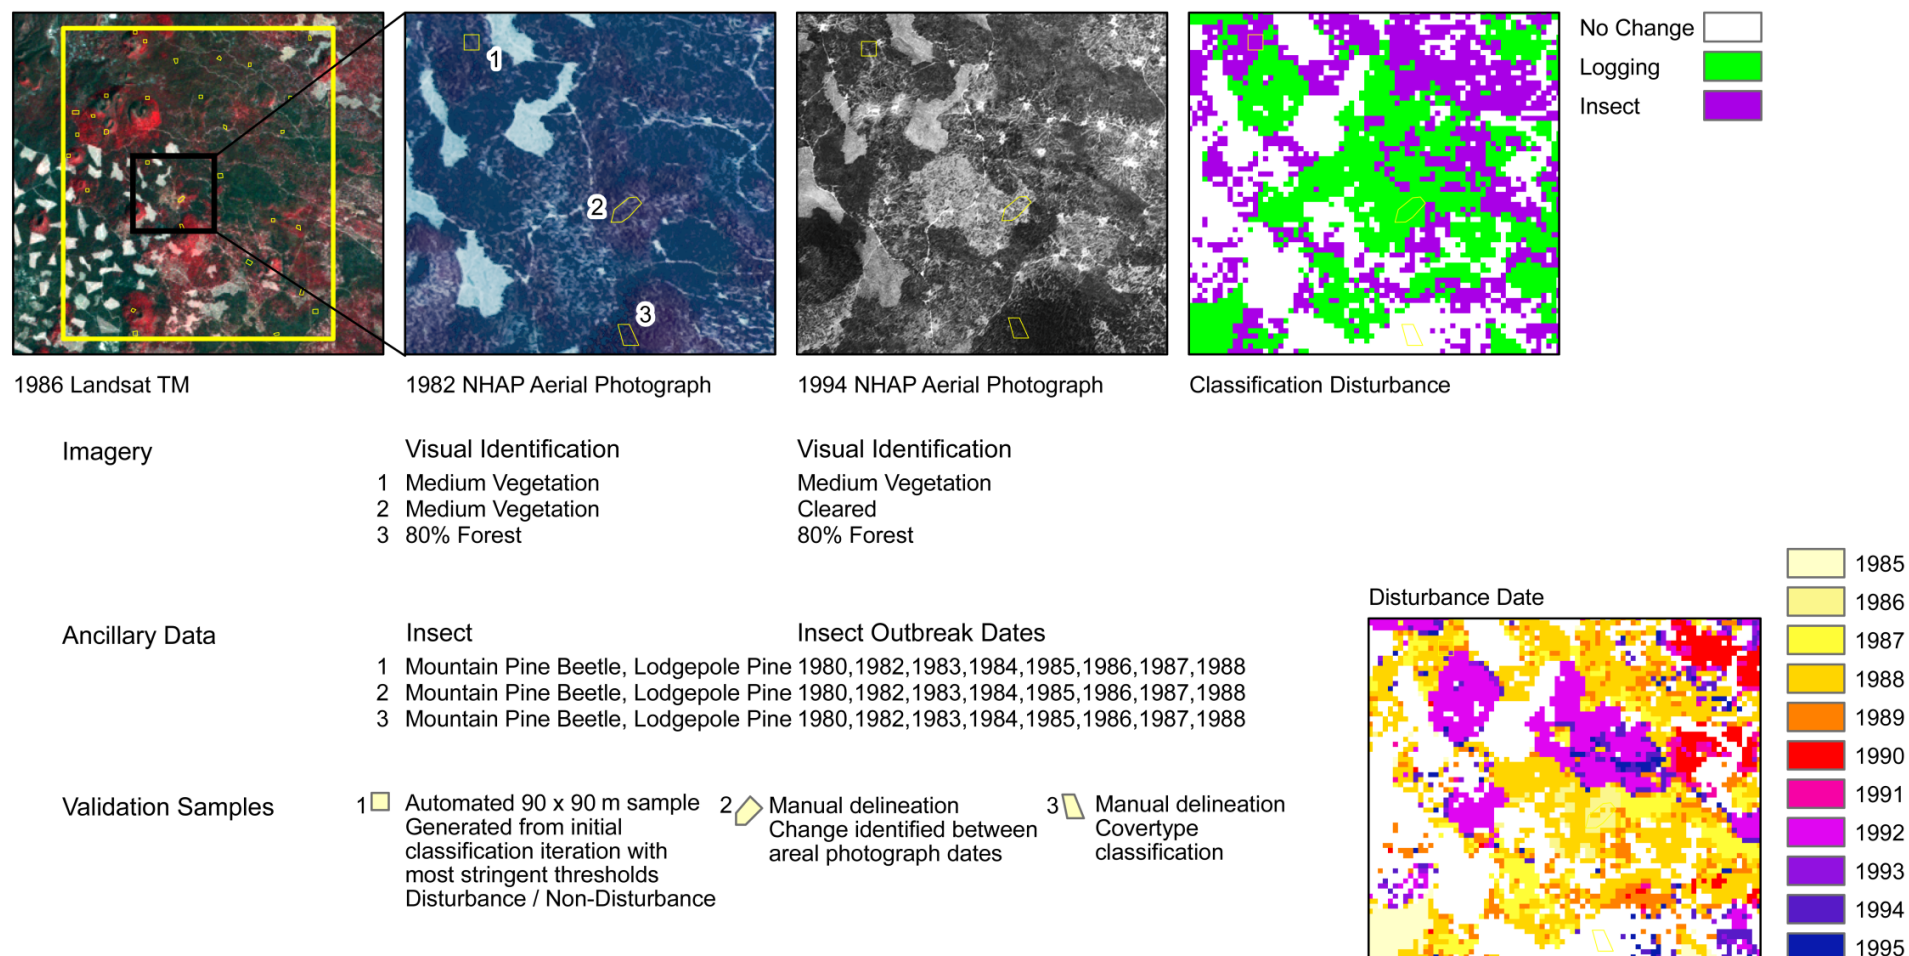 No Change
Logging
Insect
1
2
3
1986 Landsat TM
1982 NHAP Aerial Photograph
1994 NHAP Aerial Photograph
Classification Disturbance
Imagery
Visual Identification
1 Medium Vegetation
2 Medium Vegetation
3 80% Forest
Visual Identification
Medium Vegetation
Cleared
80% Forest
Ancillary Data
Insect
Insect Outbreak Dates
1 Mountain Pine Beetle, Lodgepole Pine 1980,1982,1983,1984,1985,1986,1987,1988
2 Mountain Pine Beetle, Lodgepole Pine 1980,1982,1983,1984,1985,1986,1987,1988
3 Mountain Pine Beetle, Lodgepole Pine 1980,1982,1983,1984,1985,1986,1987,1988
Validation Samples
1 Automated 90 x 90 m sample
Generated from initial
classification iteration with
most stringent thresholds
Disturbance / Non-Disturbance
2 Manual delineation
Change identified between
areal photograph dates
3 Manual delineation
Covertype
classification
Disturbance Date
1985
1986
1987
1988
1989
1990
1991
1992
1993
1994
1995